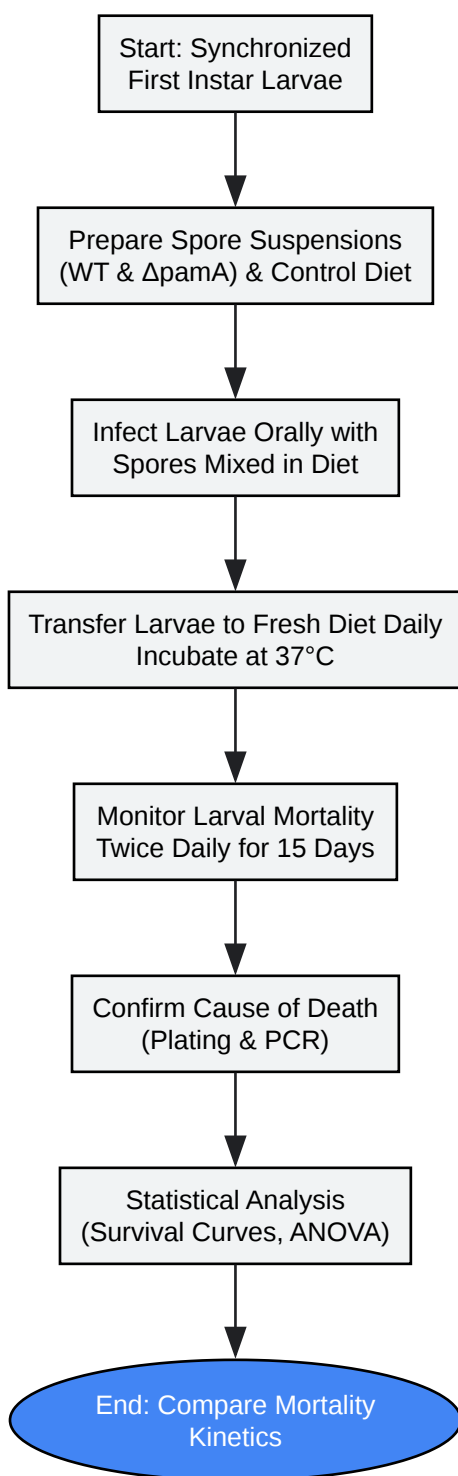 Start: Synchronized
First Instar Larvae
Prepare Spore Suspensions
(WT & ΔpamA) & Control Diet
Infect Larvae Orally with
Spores Mixed in Diet
Transfer Larvae to Fresh Diet Daily
Incubate at 37°C
Monitor Larval Mortality
Twice Daily for 15 Days
Confirm Cause of Death
(Plating & PCR)
Statistical Analysis
(Survival Curves, ANOVA)
End: Compare Mortality
Kinetics